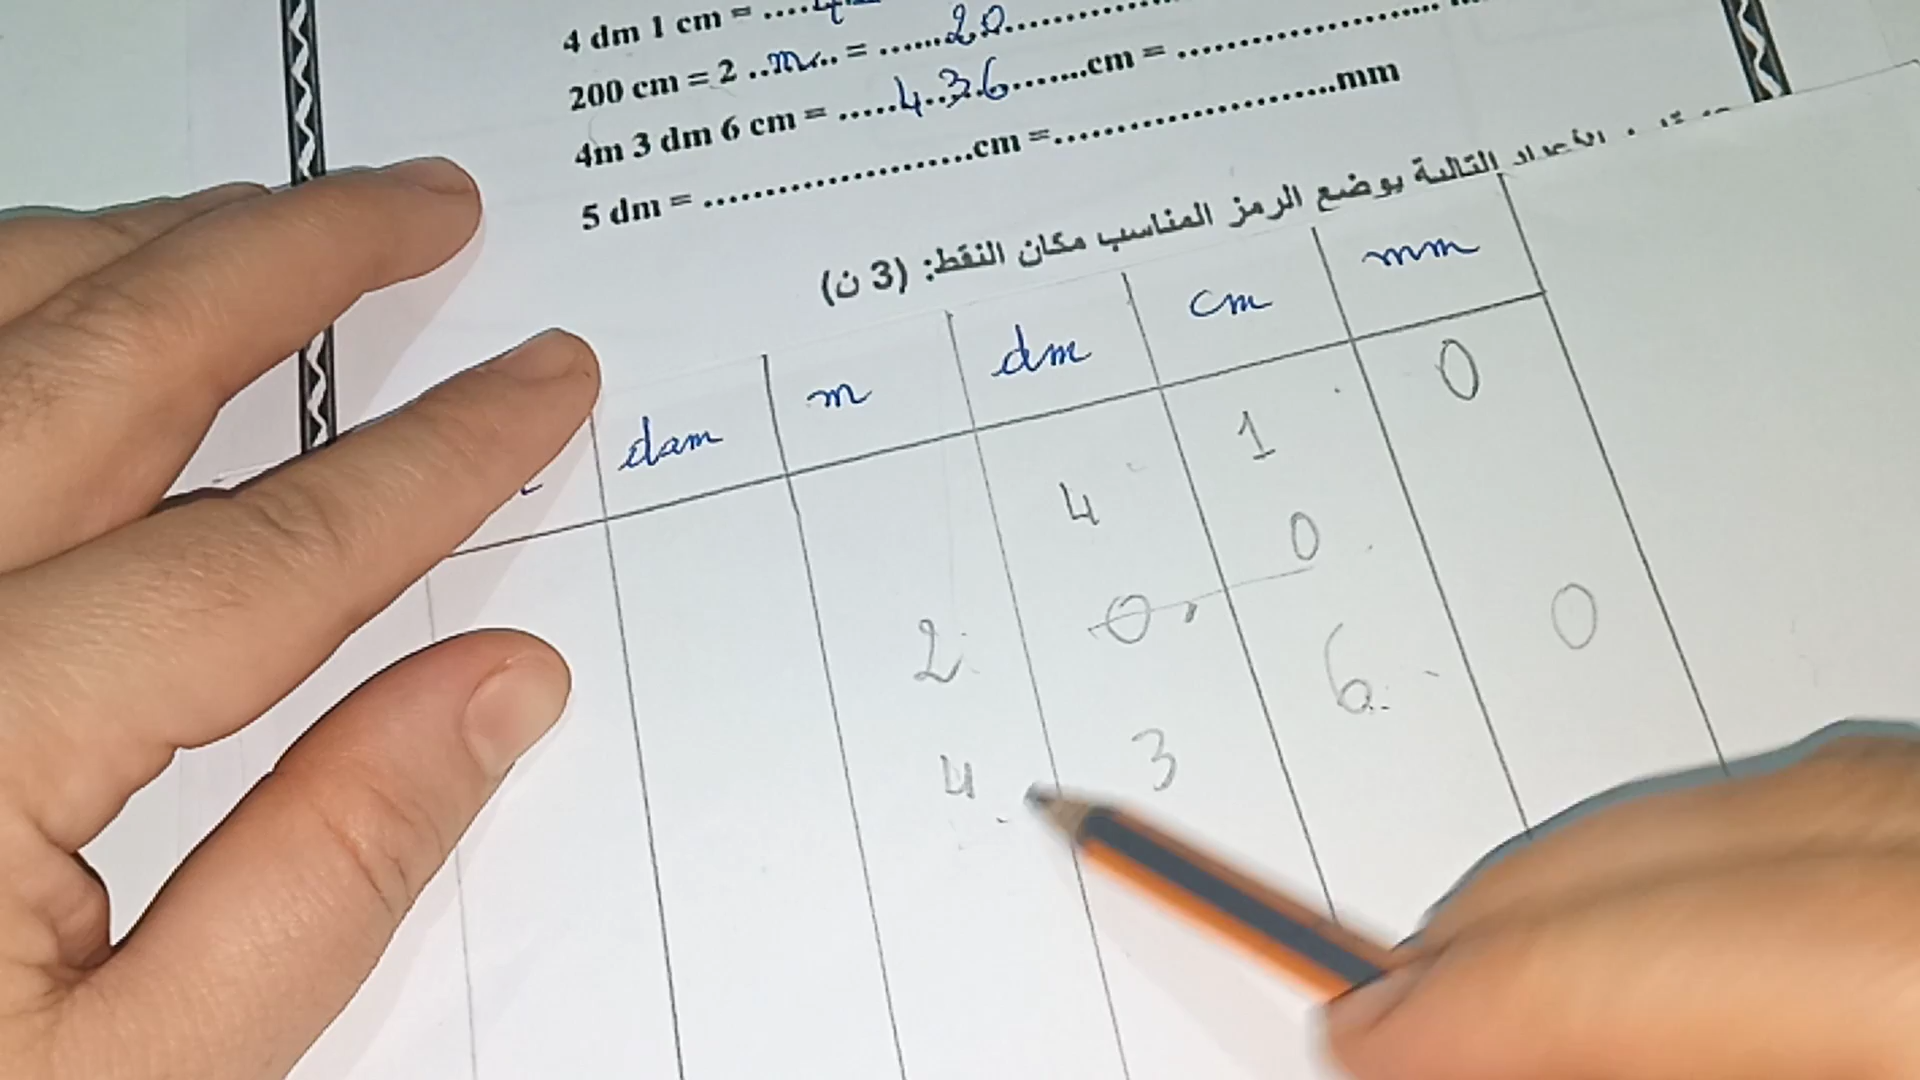 4 dm 1 cm = ....4
200 cm = 2 ..m... = ......20..............
4m 3 dm 6 cm = .....436.......cm = ....................
5 dm = ......................cm =.......................mm
التالية بوضع الرمز المناسب مكان النقط: (3 ن)
dam m dm cm mm
4 1 0
2 0 0
4 3 6 0